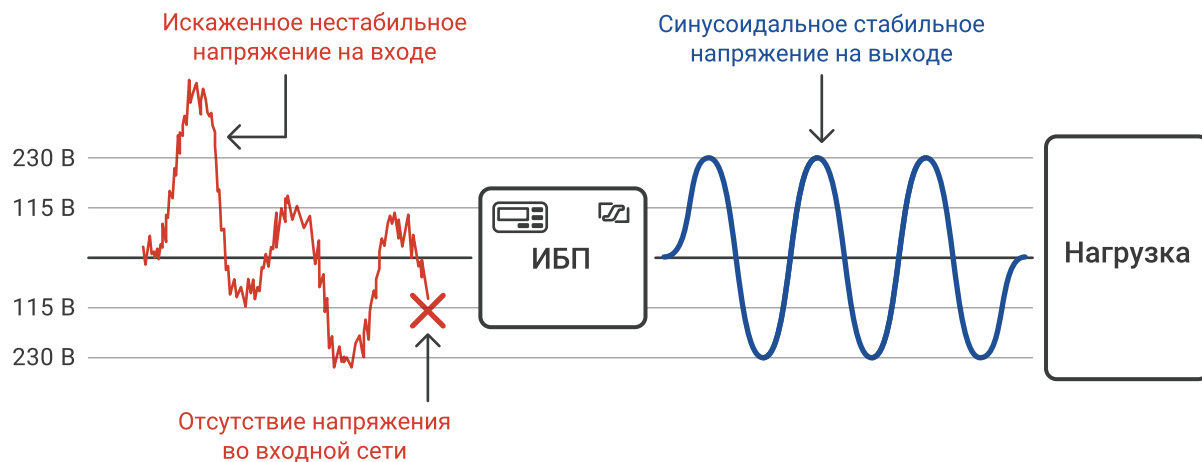 Искаженное нестабильное
напряжение на входе
Синусоидальное стабильное
напряжение на выходе
230 В
115 В
ИБП
Нагрузка
115 В
230 В
Отсутствие напряжения
во входной сети